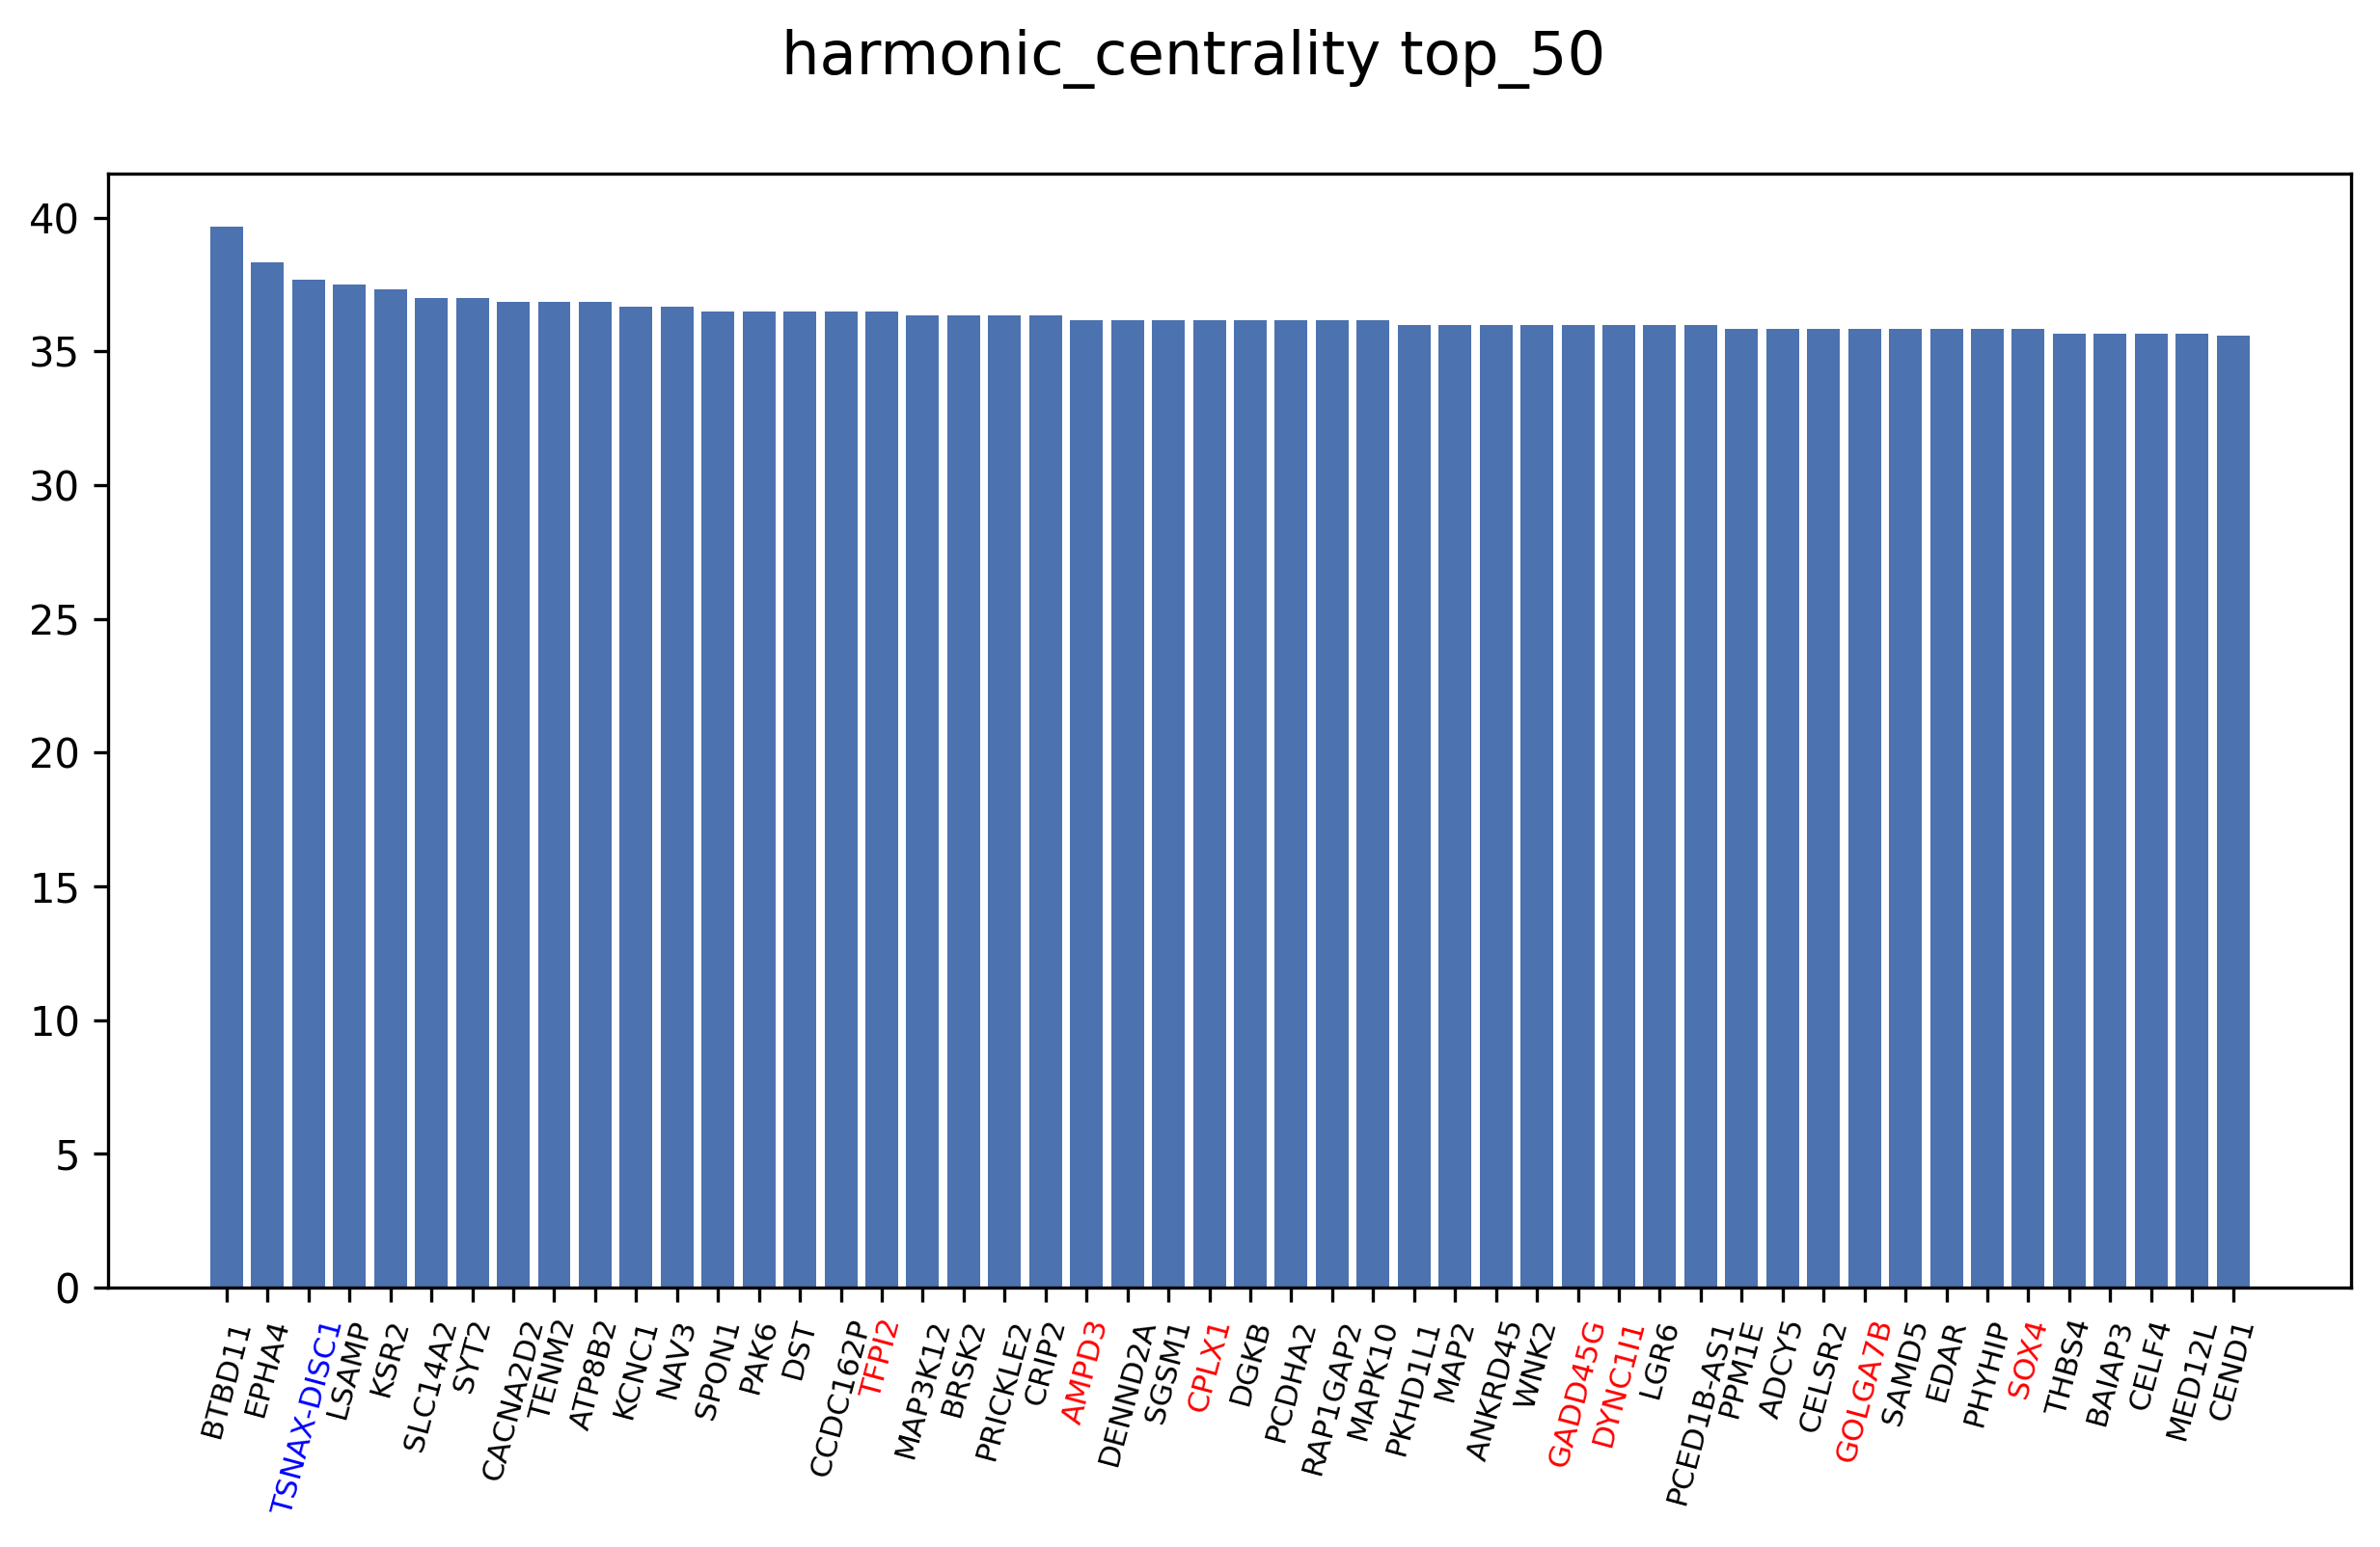 harmonic_centrality top_50
40
35
30
25
20
15
10
5
0
BTBD11
EPHA4
TSNAX-DISC1
LSAMP
KSR2
SLC14A2
SYT2
CACNA2D2
TENM2
ATP8B2
KCNC1
NAV3
SPON1
PAK6
DST
CCDC162P
TFPI2
MAP3K12
BRSK2
PRICKLE2
CRIP2
AMPD3
DENND2A
SGSM1
CPLX1
DGKB
PCDHA2
RAP1GAP2
MAPK10
PKHD1L1
MAP2
ANKRD45
WNK2
GADD45G
DYNC1I1
LGR6
PCED1B-AS1
PPM1E
ADCY5
CELSR2
GOLGA7B
SAMD5
EDAR
PHYHIP
SOX4
THBS4
BAIAP3
CELF4
MED12L
CEND1